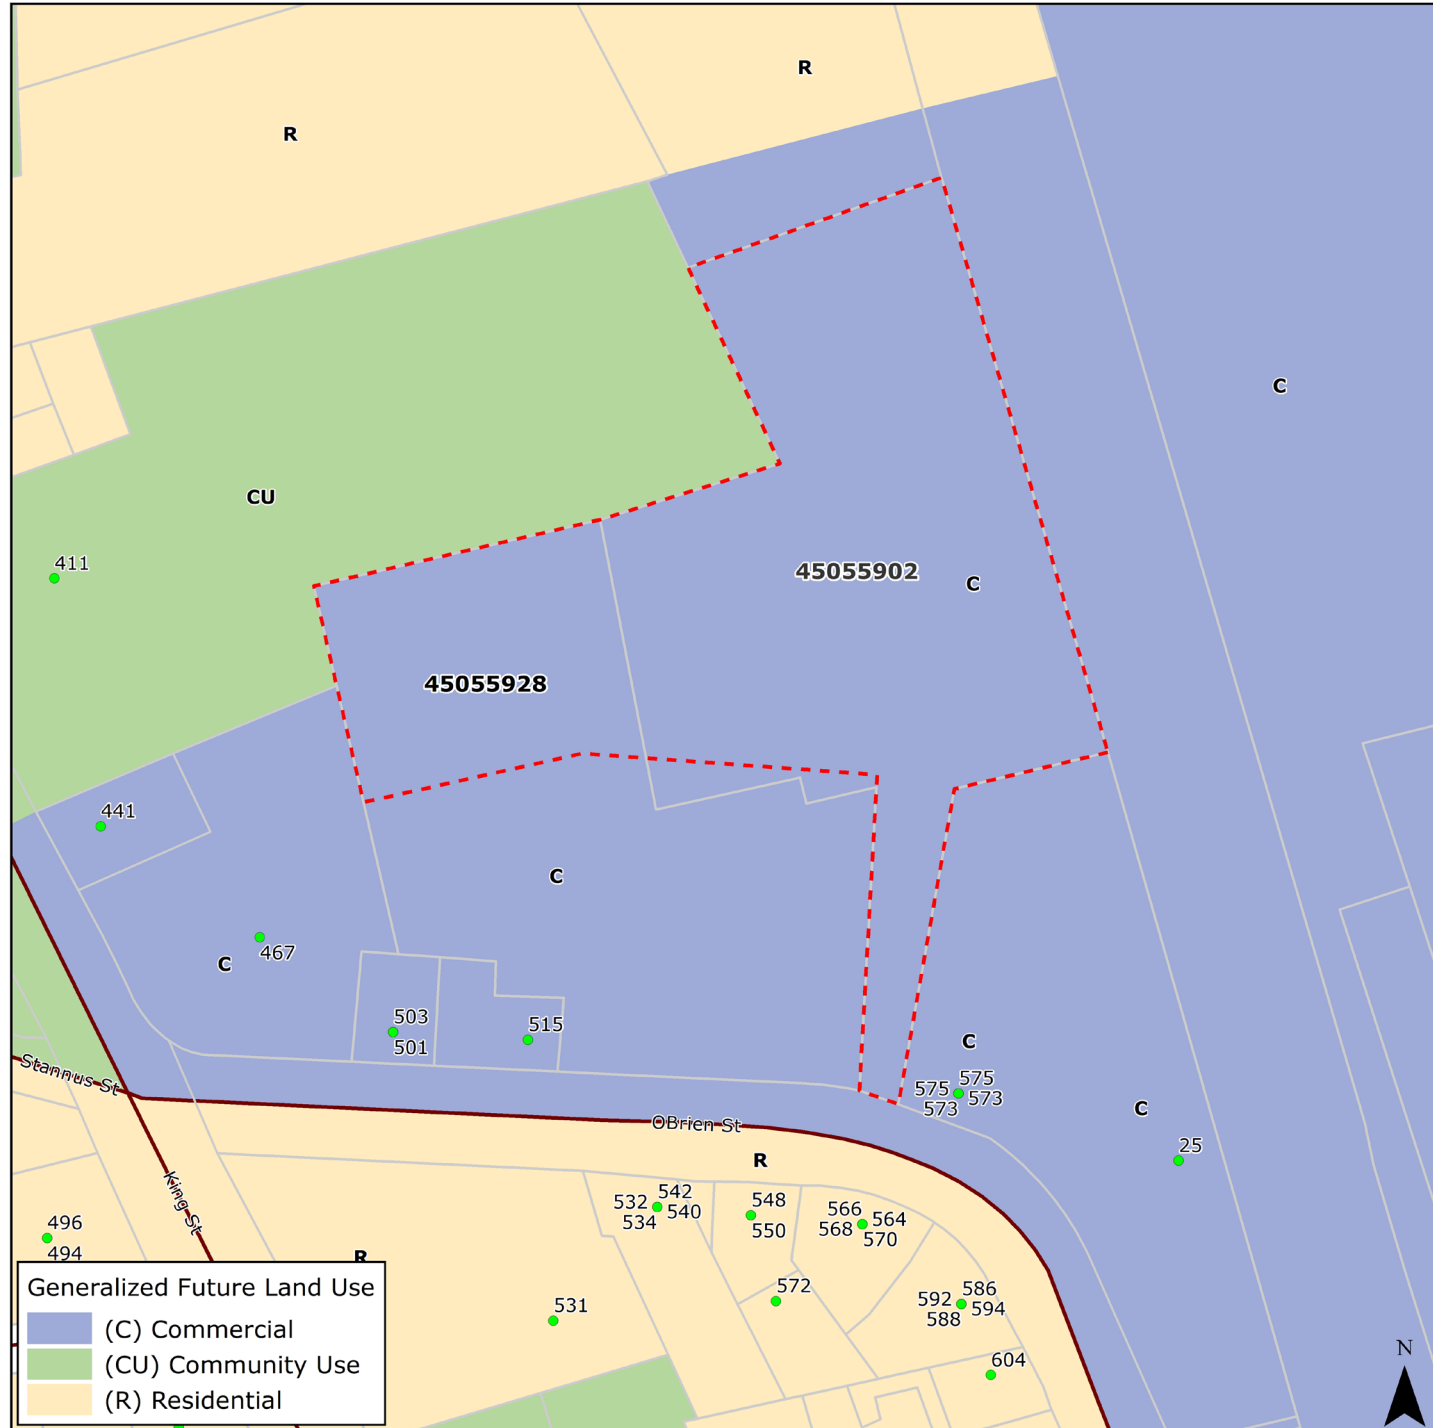 R
R
C
CU
411
45055902
C
45055928
441
C
467
C
503
501
515
C
575
573
575
573
C
25
Stannus St
OBrien St
King St
R
532
534
542
540
548
550
566
568
564
570
496
494
R
572
531
592
588
586
594
604
Generalized Future Land Use
(C) Commercial
(CU) Community Use
(R) Residential
N